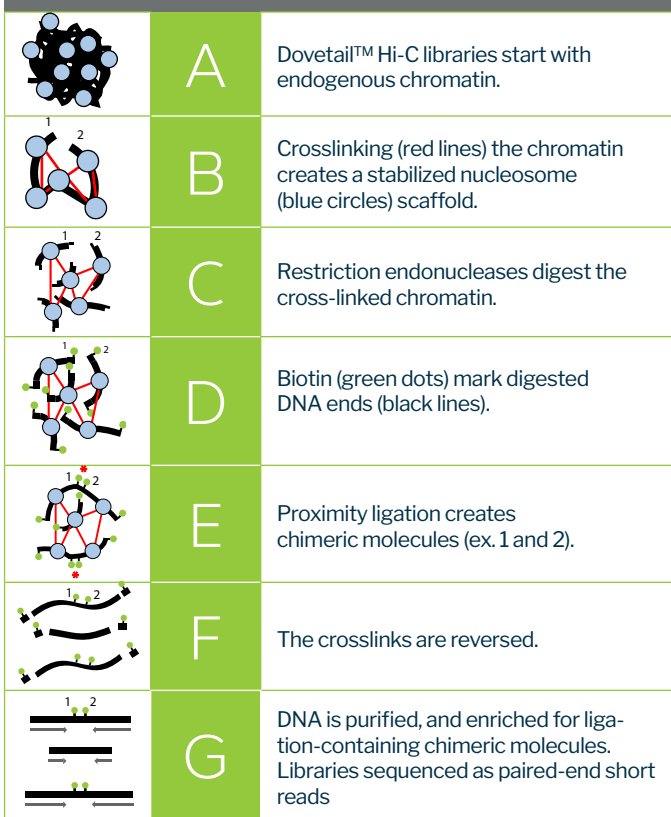 A
Dovetail™ Hi-C libraries start with
endogenous chromatin.
1 2
B
Crosslinking (red lines) the chromatin
creates a stabilized nucleosome
(blue circles) scaffold.
1 2
C
Restriction endonucleases digest the
cross-linked chromatin.
1 2
D
Biotin (green dots) mark digested
DNA ends (black lines).
*
1 2
*
E
Proximity ligation creates
chimeric molecules (ex. 1 and 2).
1 2
F
The crosslinks are reversed.
1 2
G
DNA is purified, and enriched for liga-
tion-containing chimeric molecules.
Libraries sequenced as paired-end short
reads